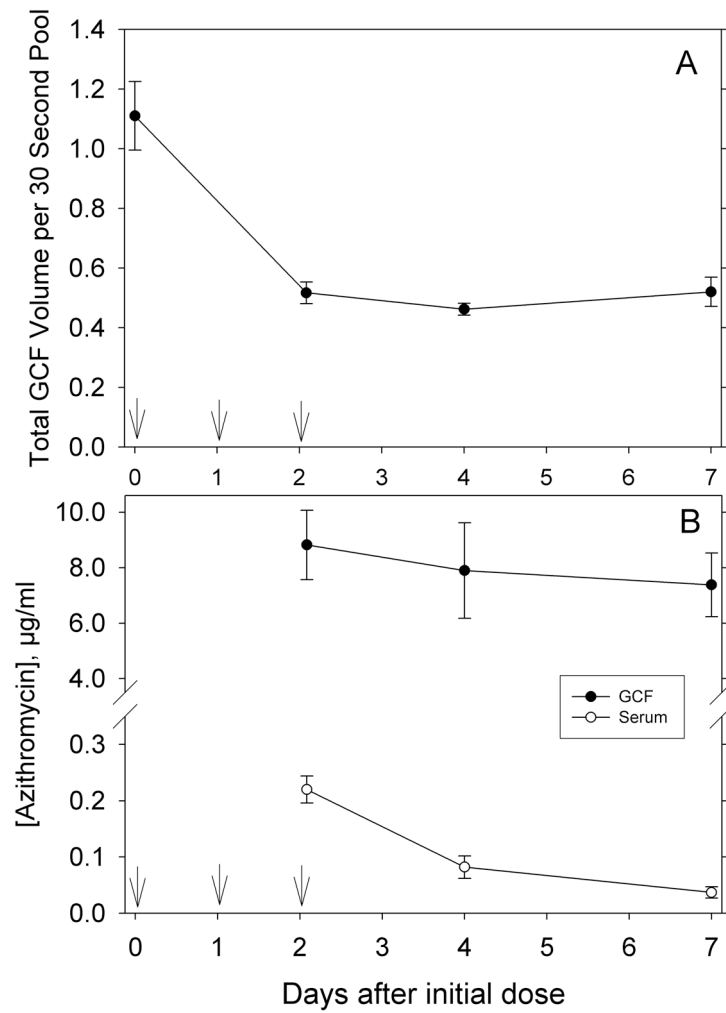 Total GCF Volume per 30 Second Pool
A
1.4
1.2
1.0
0.8
0.6
0.4
0.2
0.0
0 1 2 3 4 5 6 7
[Azithromycin], µg/ml
B
10.0
8.0
6.0
4.0
0.3
0.2
0.1
0.0
GCF
Serum
0 1 2 3 4 5 6 7
Days after initial dose